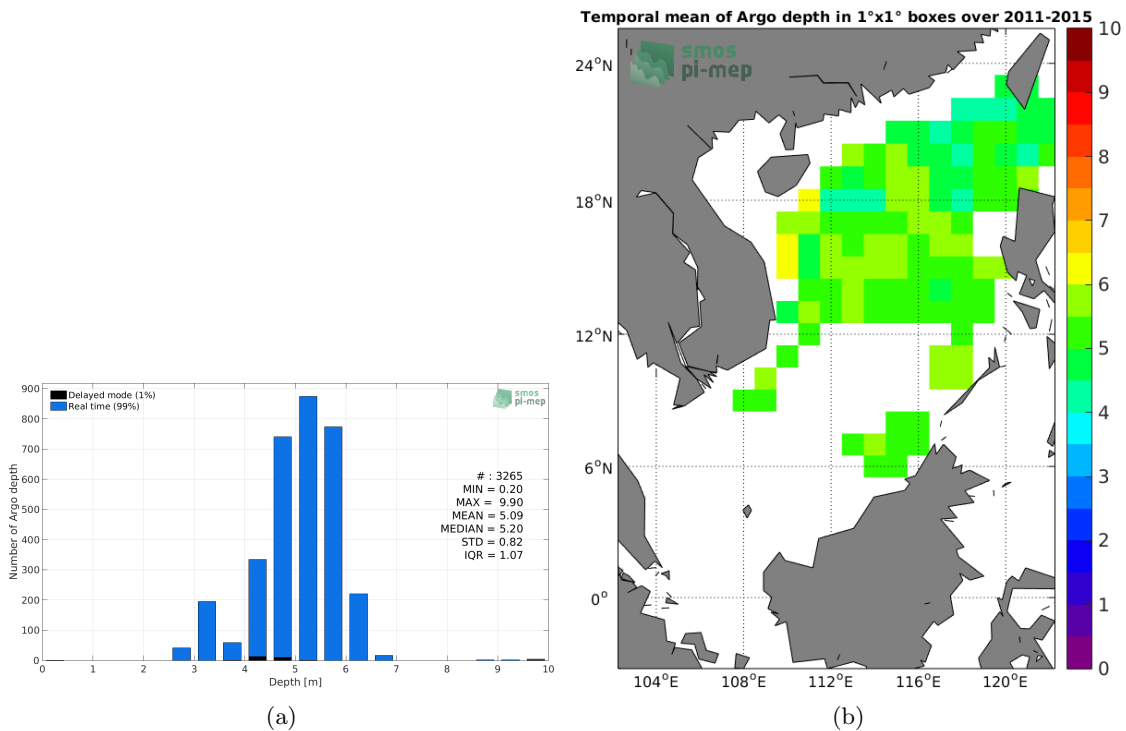 Delayed mode (1%)
Real time (99%)
smos
pi-mep
# : 3265
MIN = 0.20
MAX = 9.90
MEAN = 5.09
MEDIAN = 5.20
STD = 0.82
IQR = 1.07
Number of Argo depth
900
800
700
600
500
400
300
200
100
0
0 1 2 3 4 5 6 7 8 9 10
Depth [m]
(a)
Temporal mean of Argo depth in 1°x1° boxes over 2011-2015
smos
pi-mep
24°N
18°N
12°N
6°N
0°
104°E 108°E 112°E 116°E 120°E
10
9
8
7
6
5
4
3
2
1
0
(b)